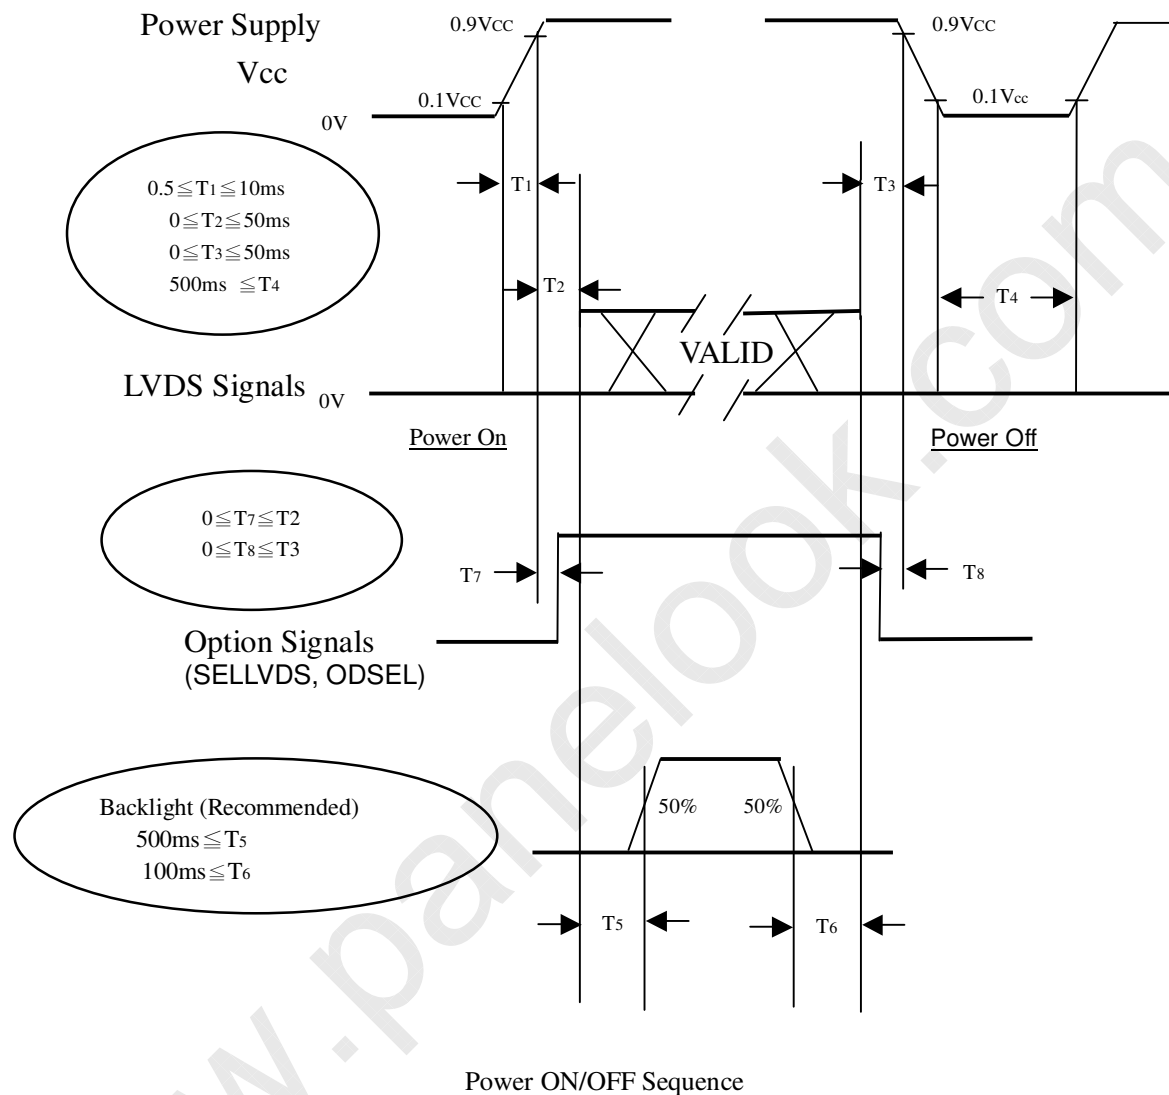 Power Supply
Vcc
0.9VCC
0.9VCC
0.1VCC
0.1Vcc
0V
0.5≦T1≦10ms
0≦T2≦50ms
0≦T3≦50ms
500ms ≦T4
T1
T3
T2
T4
VALID
LVDS Signals
0V
Power On
Power Off
0≦T7≦T2
0≦T8≦T3
T7
T8
Option Signals
(SELLVDS, ODSEL)
Backlight (Recommended)
500ms≦T5
100ms≦T6
50%
50%
T5
T6
Power ON/OFF Sequence
w.panelook.com